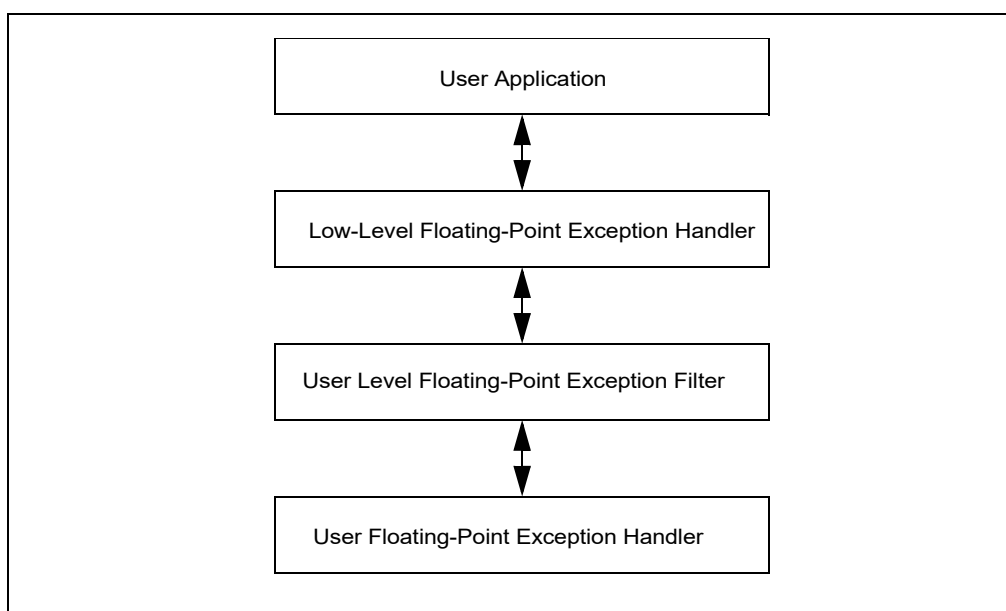 User Application
Low-Level Floating-Point Exception Handler
User Level Floating-Point Exception Filter
User Floating-Point Exception Handler